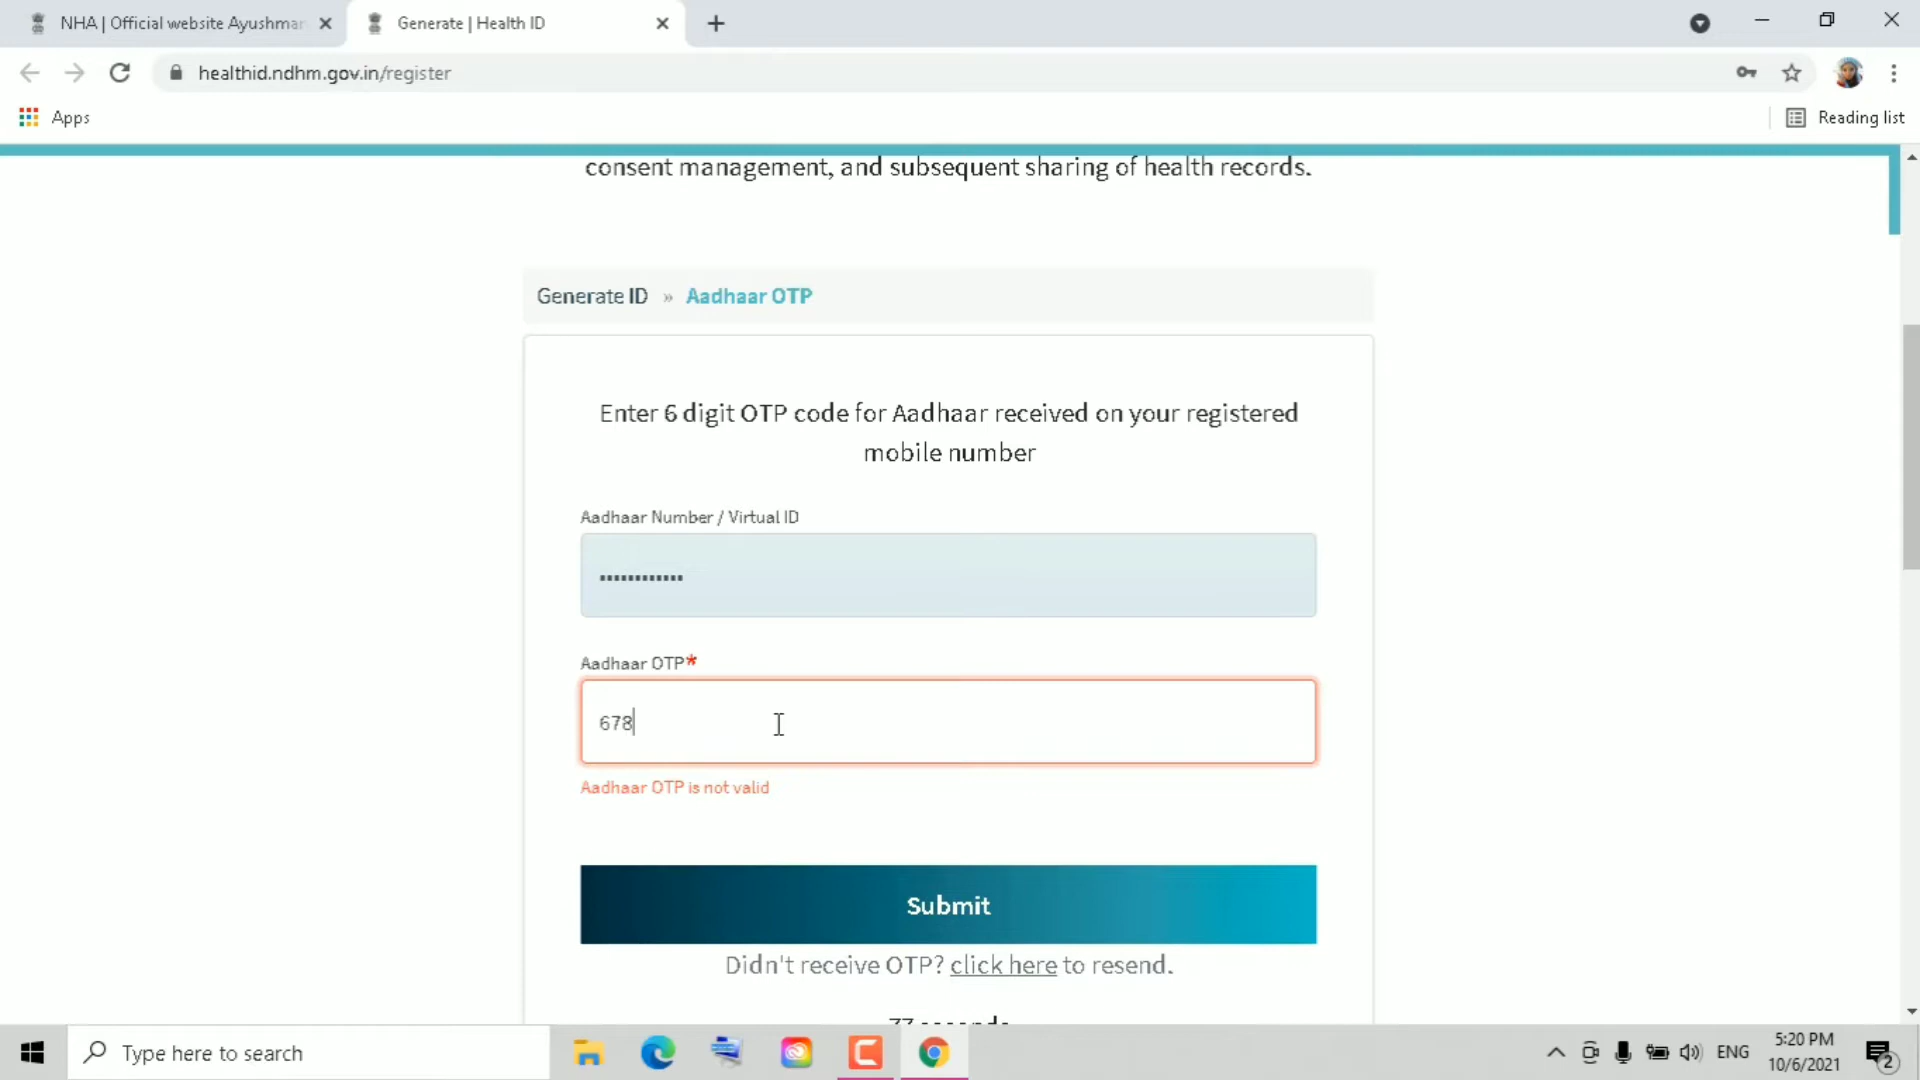 NHA | Official website Ayushman
Generate | Health ID
healthid.ndhm.gov.in/register
Apps
Reading list
consent management, and subsequent sharing of health records.
Generate ID » Aadhaar OTP
Enter 6 digit OTP code for Aadhaar received on your registered
mobile number
Aadhaar Number / Virtual ID
••••••••••••
Aadhaar OTP*
678
Aadhaar OTP is not valid
Submit
Didn't receive OTP? click here to resend.
Type here to search
ENG
5:20 PM
10/6/2021
2